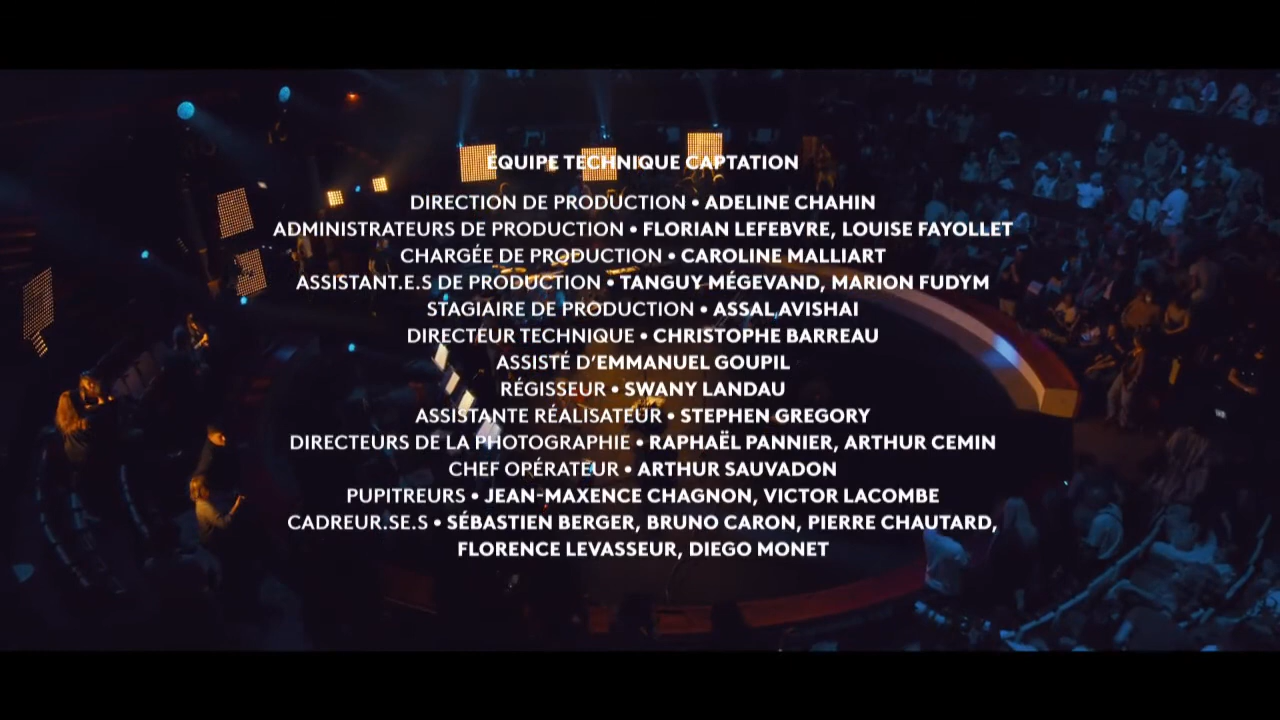 ÉQUIPE TECHNIQUE CAPTATION
DIRECTION DE PRODUCTION • ADELINE CHAHIN
ADMINISTRATEURS DE PRODUCTION • FLORIAN LEFEBVRE, LOUISE FAYOLLET
CHARGÉE DE PRODUCTION • CAROLINE MALLIART
ASSISTANT.E.S DE PRODUCTION • TANGUY MÉGEVAND, MARION FUDYM
STAGIAIRE DE PRODUCTION • ASSAL AVISHAI
DIRECTEUR TECHNIQUE • CHRISTOPHE BARREAU
ASSISTÉ D’EMMANUEL GOUPIL
RÉGISSEUR • SWANY LANDAU
ASSISTANTE RÉALISATEUR • STEPHEN GREGORY
DIRECTEURS DE LA PHOTOGRAPHIE • RAPHAËL PANNIER, ARTHUR CEMIN
CHEF OPÉRATEUR • ARTHUR SAUVADON
PUPITREURS • JEAN-MAXENCE CHAGNON, VICTOR LACOMBE
CADREUR.SE.S • SÉBASTIEN BERGER, BRUNO CARON, PIERRE CHAUTARD,
FLORENCE LEVASSEUR, DIEGO MONET